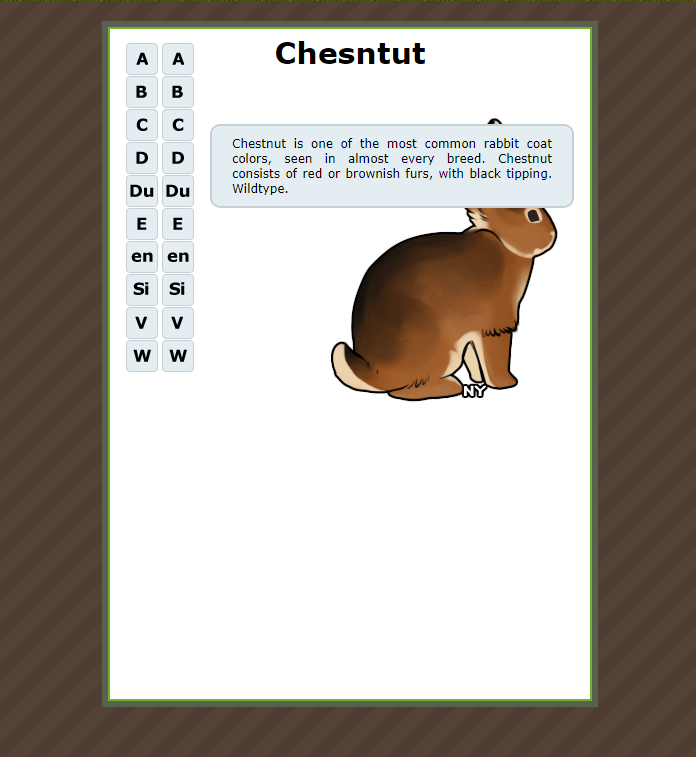 Chesntut
A A
B B
C C
D D
Du Du
E E
en en
Si Si
V V
W W
Chestnut is one of the most common rabbit coat
colors, seen in almost every breed. Chestnut
consists of red or brownish furs, with black tipping.
Wildtype.
NY